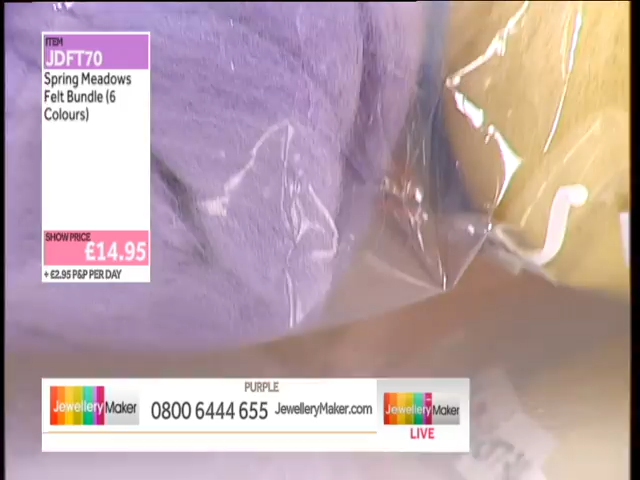 ITEM
JDFT70
Spring Meadows
Felt Bundle (6
Colours)
SHOW PRICE
£14.95
+ £2.95 P&P PER DAY
PURPLE
JewelleryMaker
0800 6444 655
JewelleryMaker.com
JewelleryMaker
LIVE